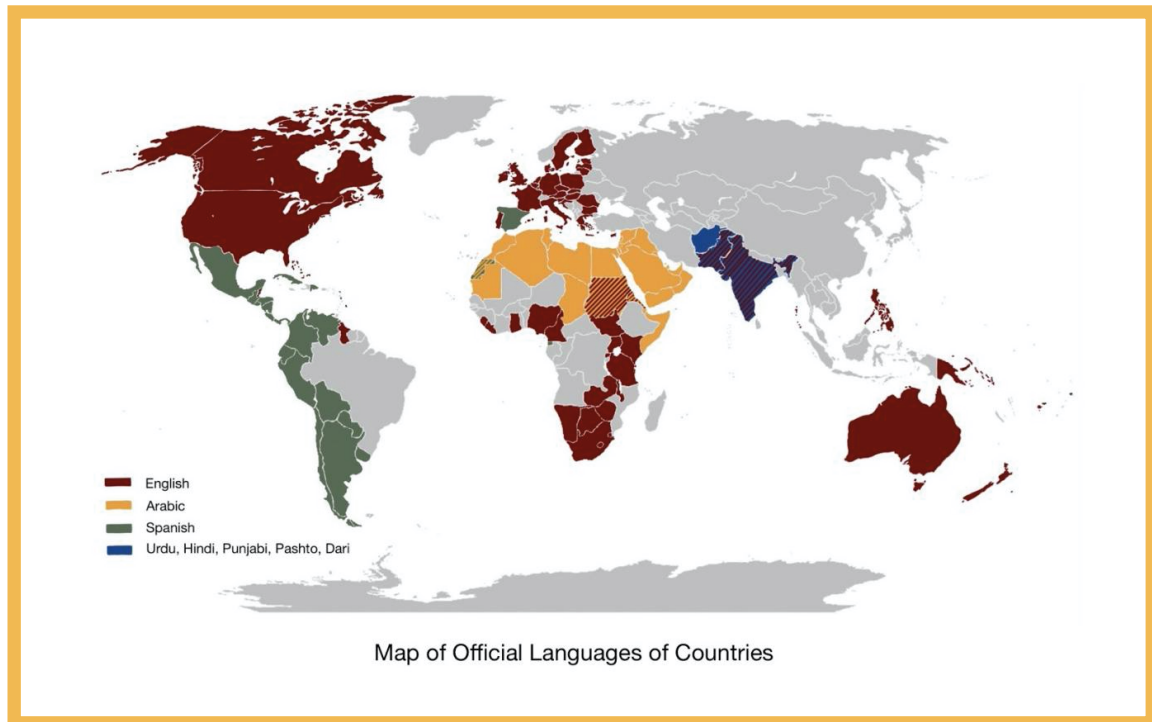 English
Arabic
Spanish
Urdu, Hindi, Punjabi, Pashto, Dari
Map of Official Languages of Countries